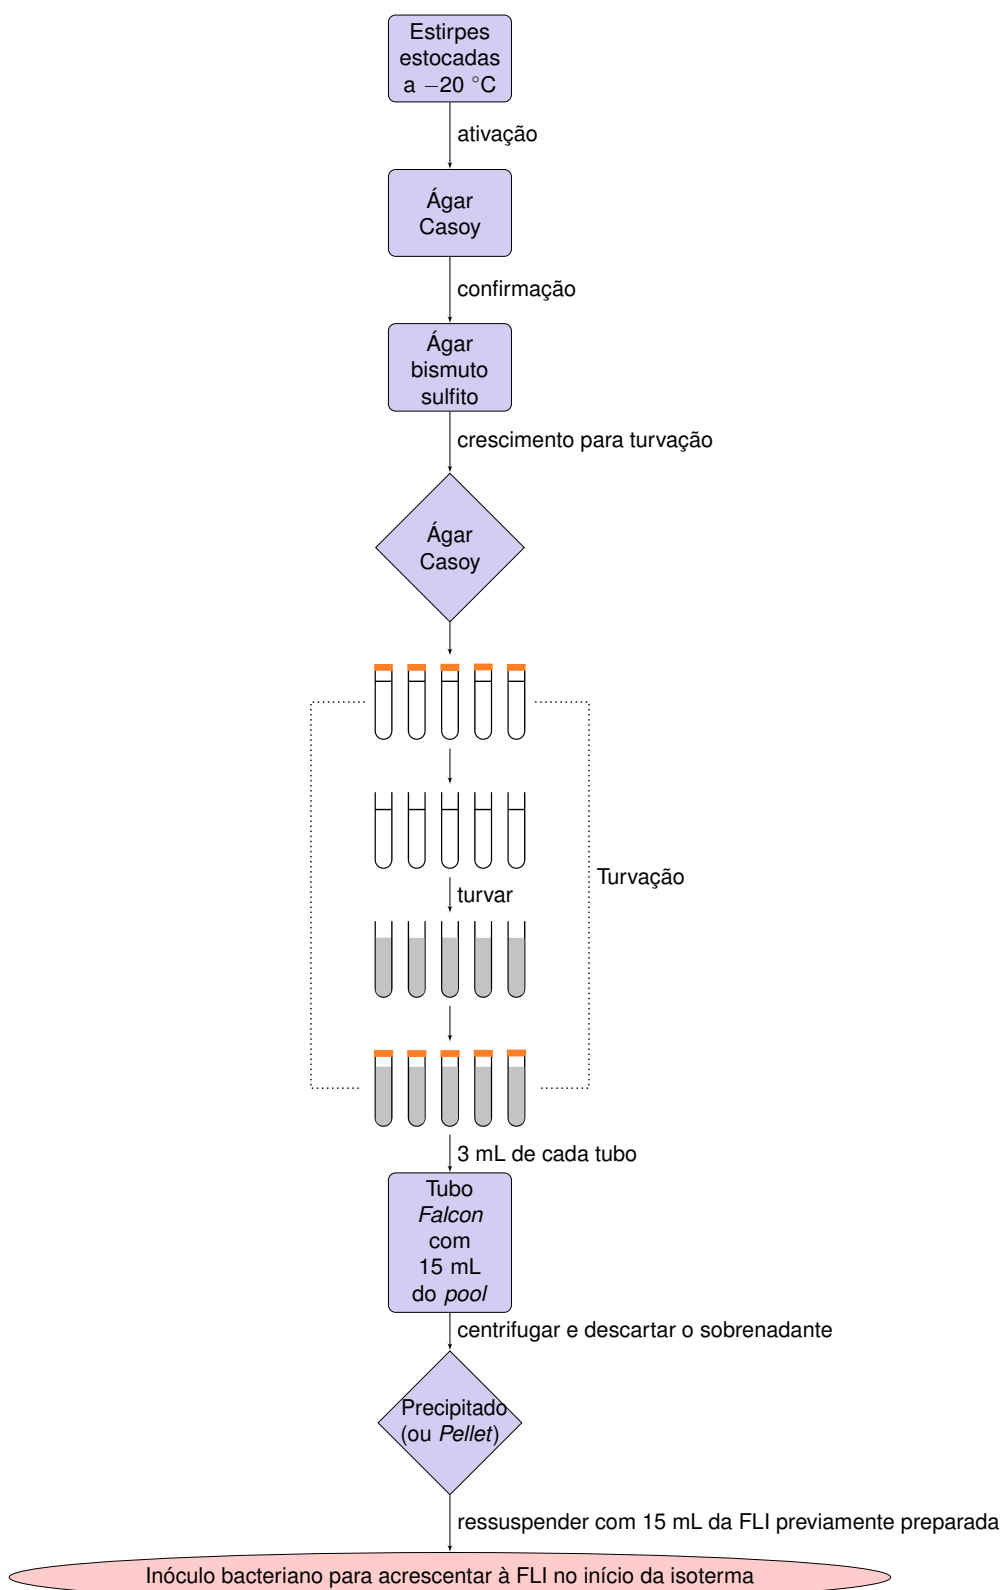 Estirpes
estocadas
a −20 °C
ativação
Ágar
Casoy
confirmação
Ágar
bismuto
sulfito
crescimento para turvação
Ágar
Casoy
turvar
Turvação
3 mL de cada tubo
Tubo
Falcon
com
15 mL
do pool
centrifugar e descartar o sobrenadante
Precipitado
(ou Pellet)
ressuspender com 15 mL da FLI previamente preparada
Inóculo bacteriano para acrescentar à FLI no início da isoterma